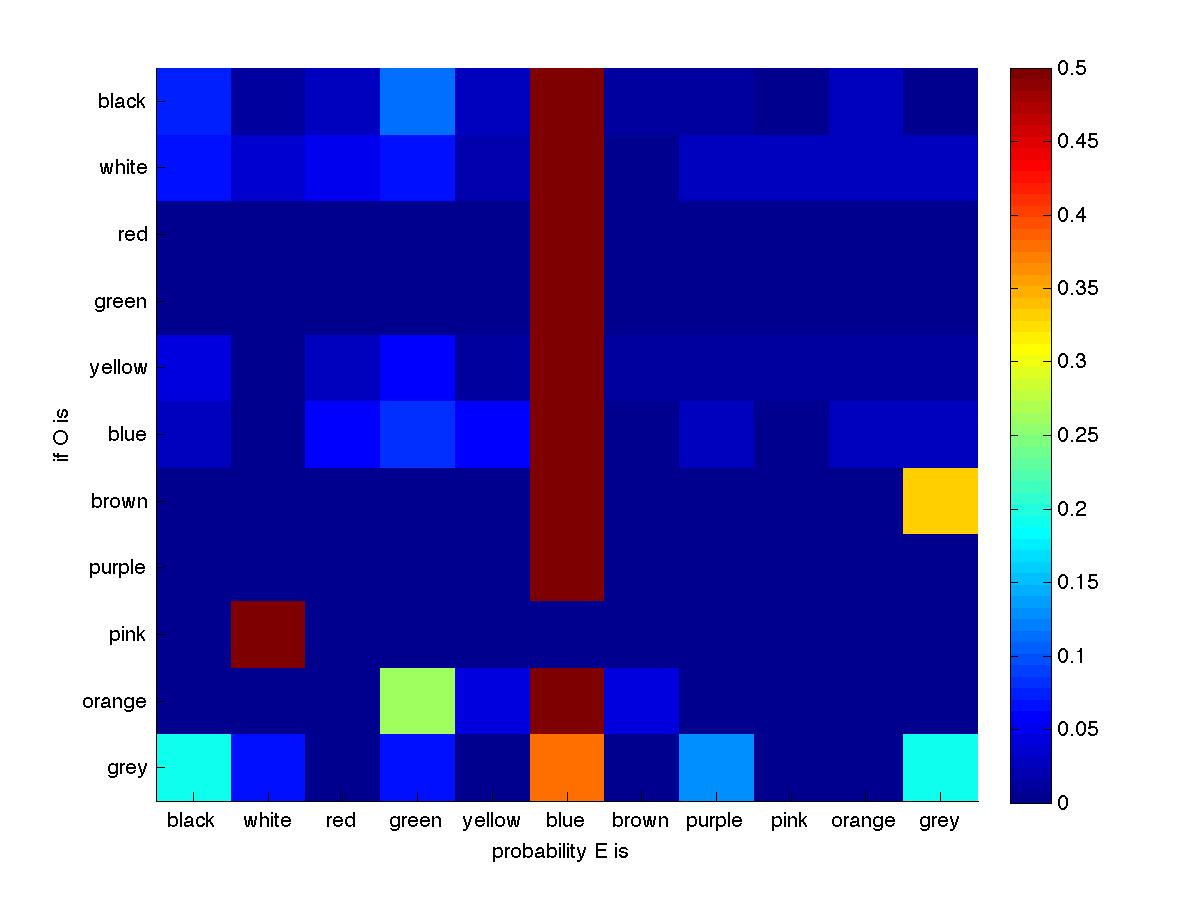 black
white
red
green
yellow
blue
brown
purple
pink
orange
grey
if O is
black white red green yellow blue brown purple pink orange grey
probability E is
0.5
0.45
0.4
0.35
0.3
0.25
0.2
0.15
0.1
0.05
0